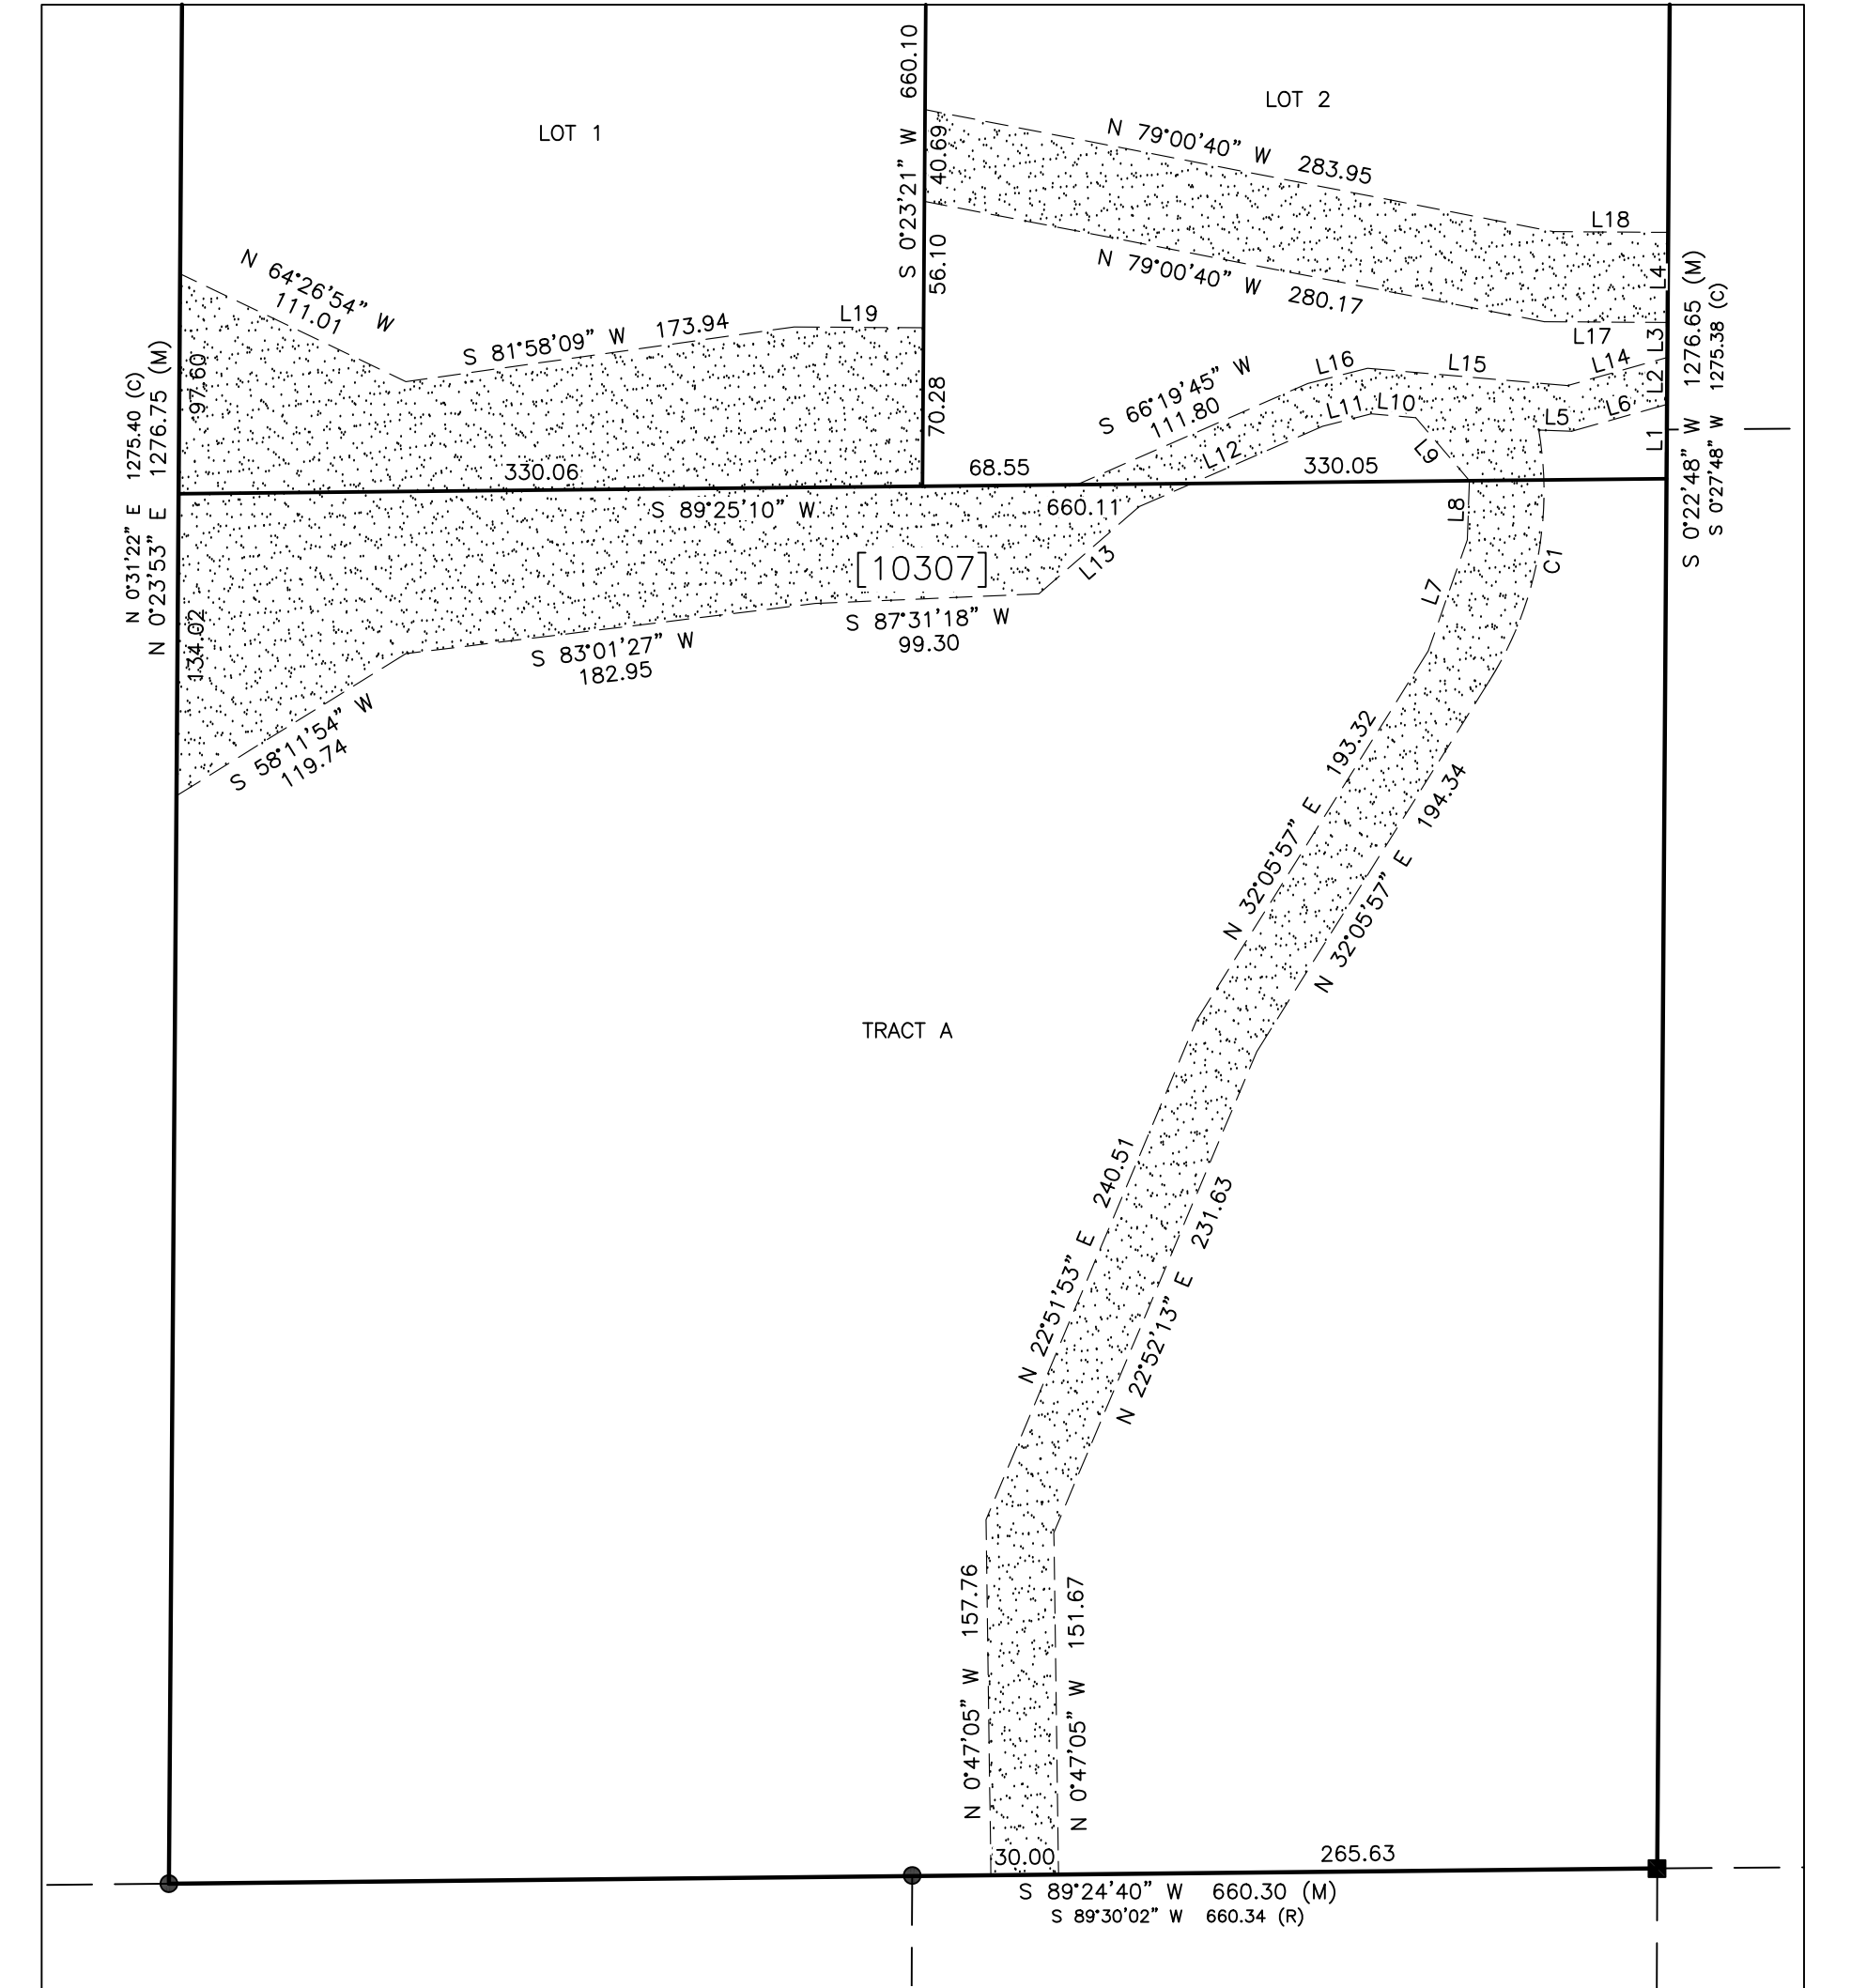 LOT 1
LOT 2
S 0°23'21" W 660.10
40.69
56.10
70.28
N 79°00'40" W 283.95
N 79°00'40" W 280.17
L18
L4
L17
L3
N 64°26'54" W
111.01
S 81°58'09" W 173.94
L19
97.60
S 66°19'45" W
111.80
L16
L15
L14
L2
L11
L10
L5
L6
L1
L12
L9
N 0°31'22" E 1275.40 (C)
N 0°23'53" E 1276.75 (M)
S 0°22'48" W 1276.65 (M)
S 0°27'48" W 1275.38 (C)
330.06
68.55
330.05
S 89°25'10" W
660.11
L8
[10307]
L13
C1
L7
134.02
S 87°31'18" W
99.30
S 83°01'27" W
182.95
S 58°11'54" W
119.74
N 32°05'57" E 193.32
N 32°05'57" E 194.34
TRACT A
N 22°51'53" E 240.51
N 22°52'13" E 231.63
N 0°47'05" W 157.76
N 0°47'05" W 151.67
30.00
265.63
S 89°24'40" W 660.30 (M)
S 89°30'02" W 660.34 (R)